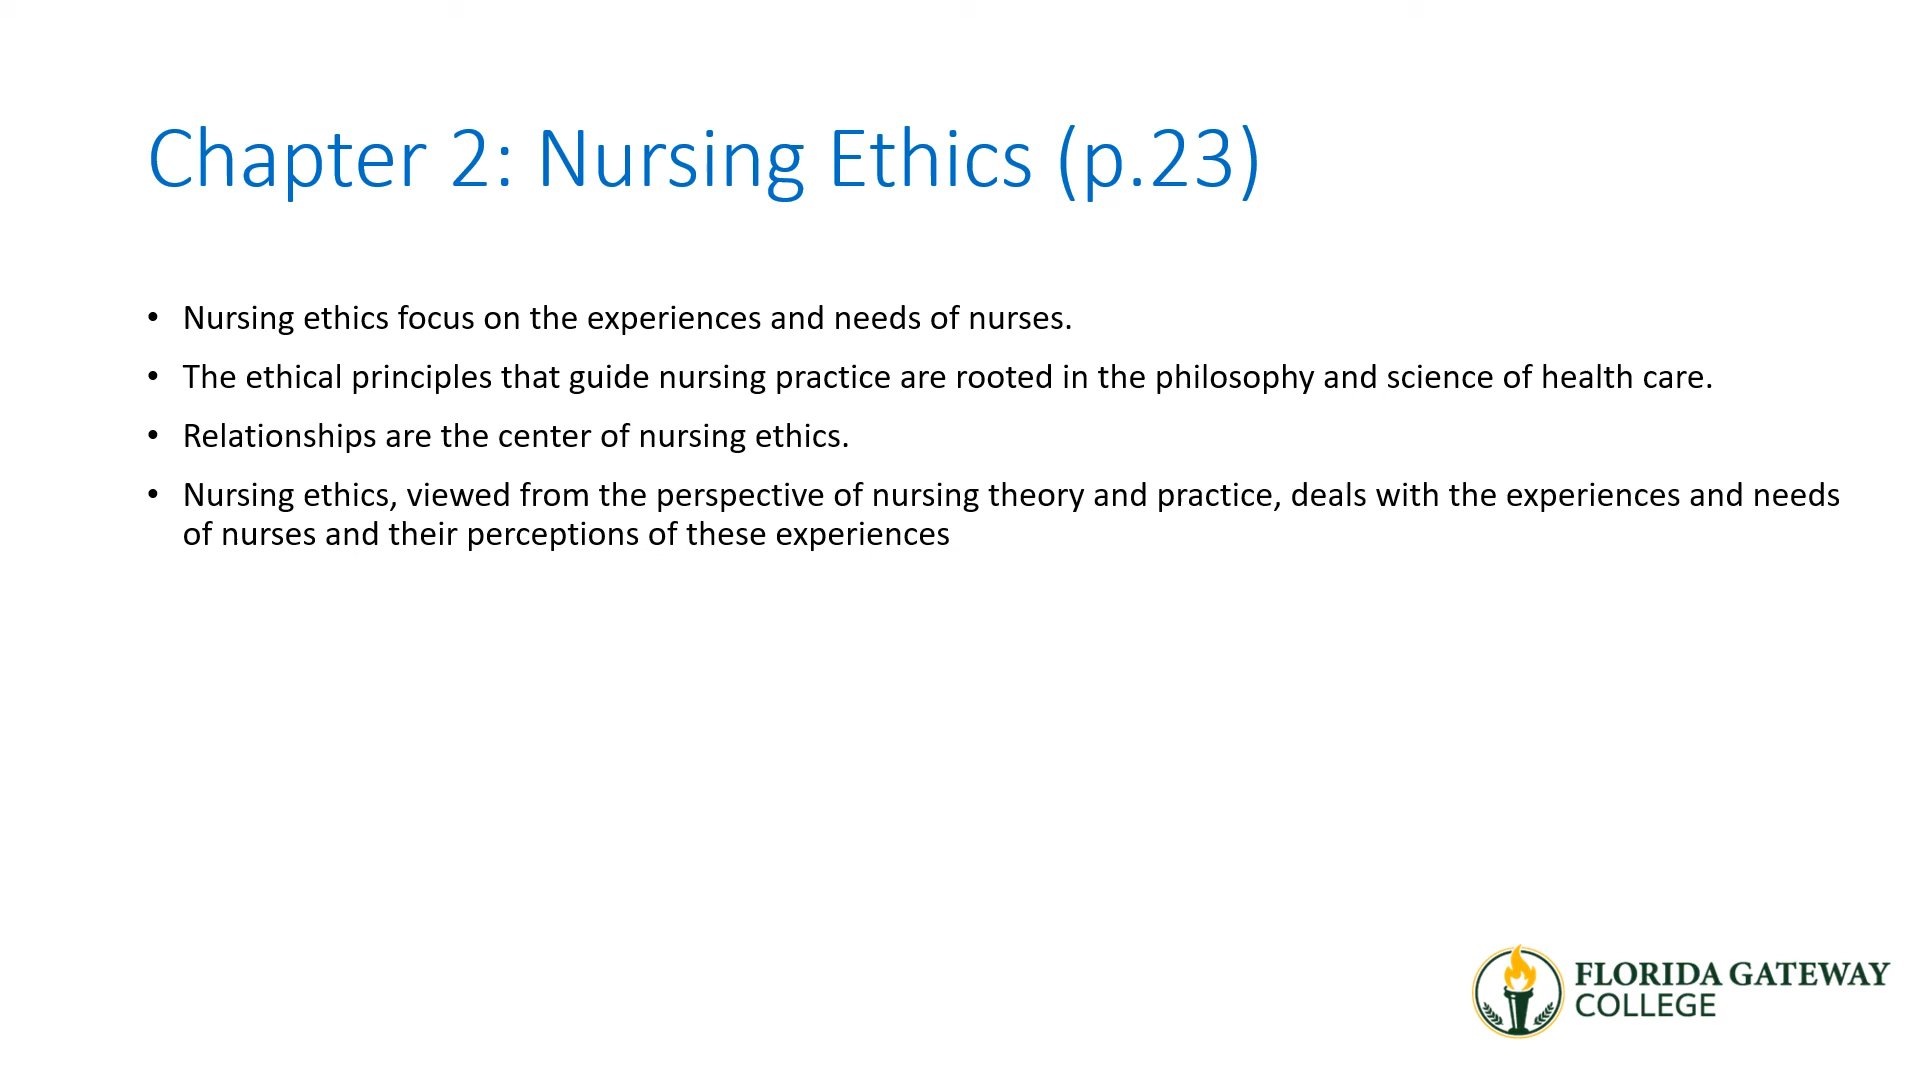 Chapter 2: Nursing Ethics (p.23)
• Nursing ethics focus on the experiences and needs of nurses.
• The ethical principles that guide nursing practice are rooted in the philosophy and science of health care.
• Relationships are the center of nursing ethics.
• Nursing ethics, viewed from the perspective of nursing theory and practice, deals with the experiences and needs
of nurses and their perceptions of these experiences
FLORIDA GATEWAY
COLLEGE